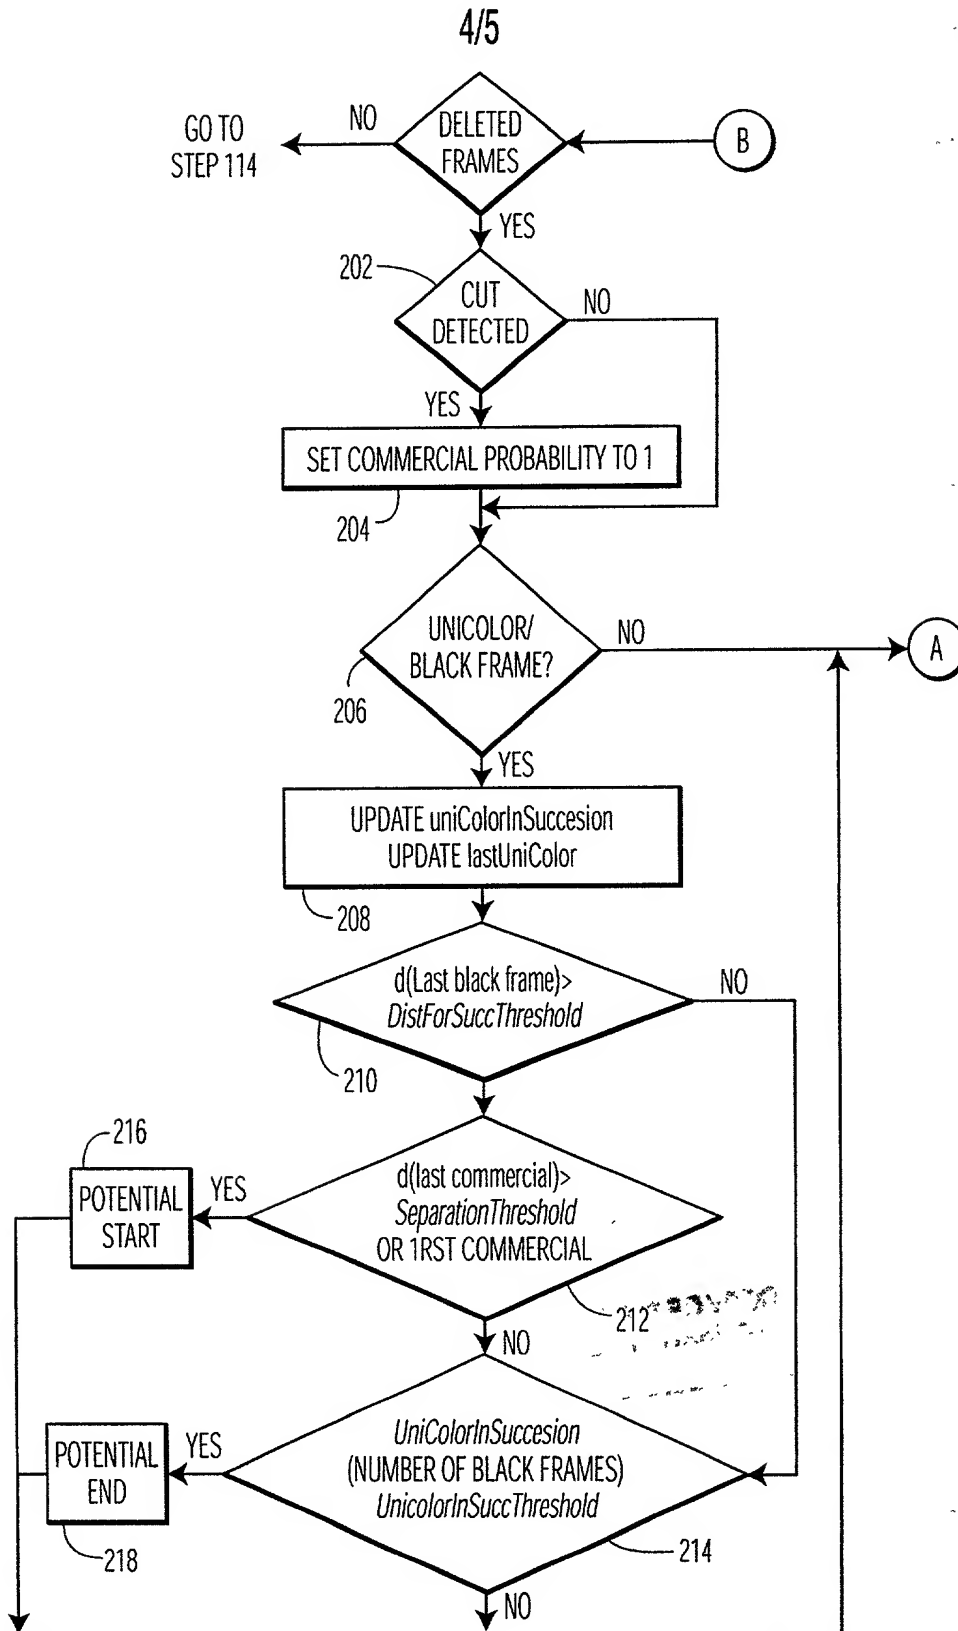 4/5
DELETED
FRAMES
B
NO
GO TO
STEP 114
YES
202
CUT
DETECTED
NO
YES
SET COMMERCIAL PROBABILITY TO 1
204
UNICOLOR/
BLACK FRAME?
NO
A
206
YES
UPDATE uniColorInSuccesion
UPDATE lastUniColor
208
d(Last black frame)>
DistForSuccThreshold
NO
210
216
POTENTIAL
START
YES
d(last commercial)>
SeparationThreshold
OR 1RST COMMERCIAL
212
NO
POTENTIAL
END
YES
UniColorInSuccesion
(NUMBER OF BLACK FRAMES)
UnicolorInSuccThreshold
218
214
NO